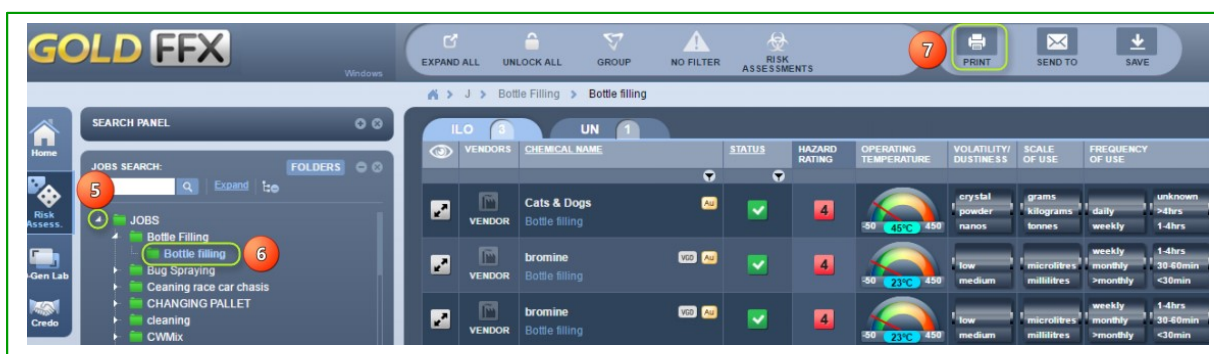 GOLD FFX
Windows
EXPAND ALL
UNLOCK ALL
GROUP
NO FILTER
RISK
ASSESSMENTS
7
PRINT
SEND TO
SAVE
J > Bottle Filling > Bottle filling
Home
Risk
Assess.
-Gen Lab
Credo
SEARCH PANEL
JOBS SEARCH:
FOLDERS
5
Expand
JOBS
Bottle Filling
Bottle filling
6
Bug Spraying
Ceaning race car chasis
CHANGING PALLET
cleaning
CWMix
ILO 3
UN 1
VENDORS
CHEMICAL NAME
STATUS
HAZARD
RATING
OPERATING
TEMPERATURE
VOLATILITY/
DUSTINESS
SCALE
OF USE
FREQUENCY
OF USE
VENDOR
Cats & Dogs
Bottle filling
Au
4
-50 45°C 450
crystal
powder
nanos
grams
kilograms
tonnes
daily
weekly
unknown
>4hrs
1-4hrs
VENDOR
bromine
Bottle filling
VGD Au
4
-50 23°C 450
low
medium
microlitres
millilitres
weekly
monthly
>monthly
1-4hrs
30-60min
<30min
VENDOR
bromine
Bottle filling
VGD Au
4
-50 23°C 450
low
medium
microlitres
millilitres
weekly
monthly
>monthly
1-4hrs
30-60min
<30min